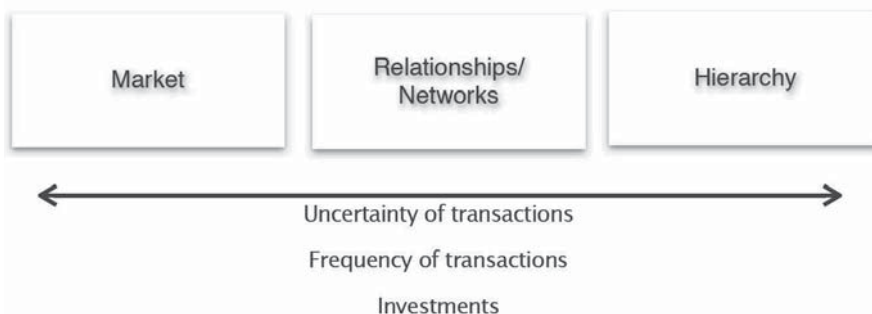 Market
Relationships/
Networks
Hierarchy
Uncertainty of transactions
Frequency of transactions
Investments